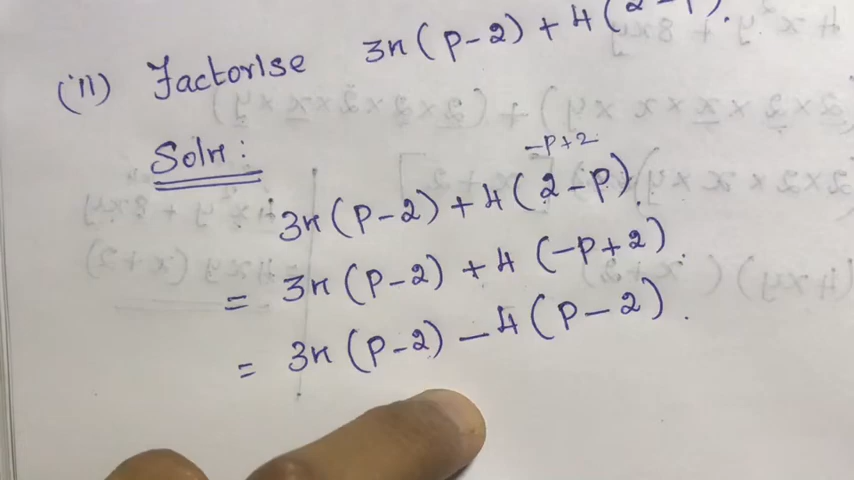 (ii) Factorise 3n(p-2) + 4(2-p).
Soln:
-p+2
3n(p-2) + 4(2-p).
= 3n(p-2) + 4(-p+2).
= 3n(p-2) - 4(p-2).